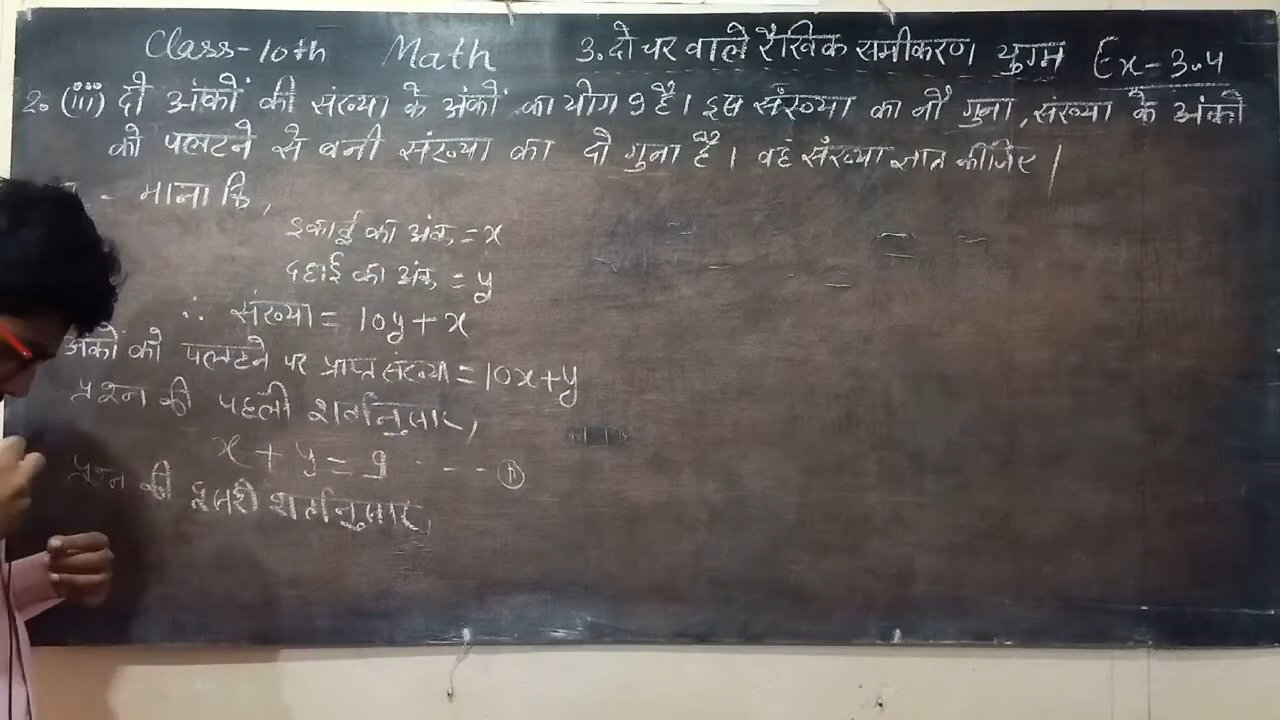 Class-10th Math 3. दो चर वाले रैखिक समीकरण युग्म Ex-3.4
2. (iii) दो अंकों की संख्या के अंकों का योग 9 है। इस संख्या का नौ गुना, संख्या के अंकों
को पलटने से बनी संख्या का दो गुना है। वह संख्या ज्ञात कीजिए।
- माना कि,
इकाई का अंक = x
दहाई का अंक = y
∴ संख्या = 10y + x
अंकों को पलटने पर प्राप्त संख्या = 10x+y
प्रश्न की पहली शर्तानुसार,
x + y = 9 ----
प्रश्न की दूसरी शर्तानुसार,